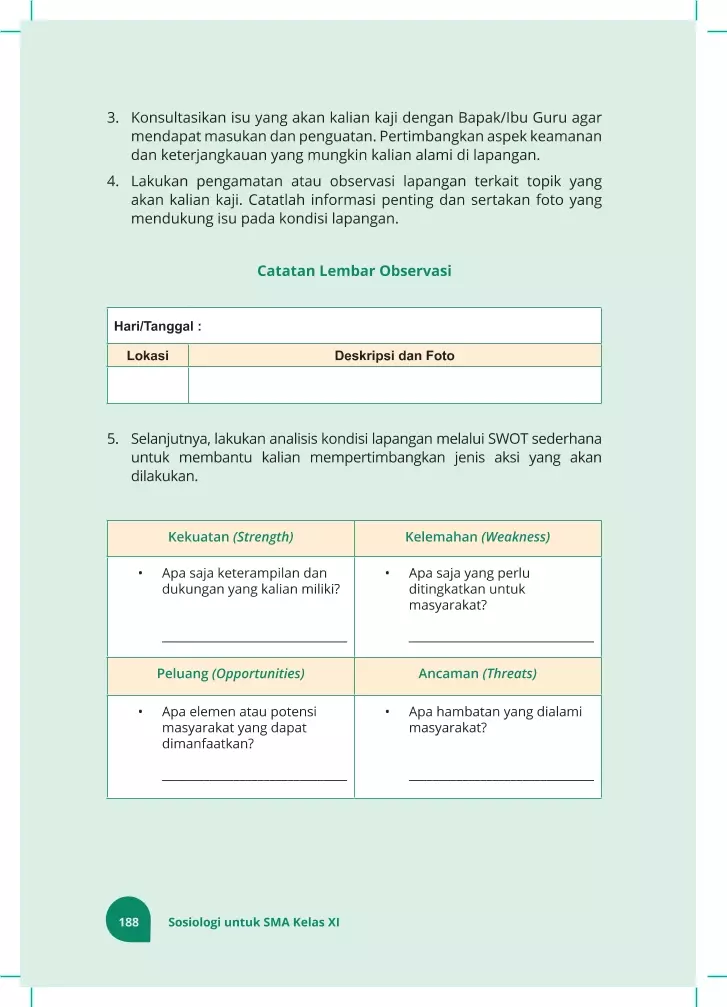 3. Konsultasikan isu yang akan kalian kaji dengan Bapak/Ibu Guru agar
mendapat masukan dan penguatan. Pertimbangkan aspek keamanan
dan keterjangkauan yang mungkin kalian alami di lapangan.
4. Lakukan pengamatan atau observasi lapangan terkait topik yang
akan kalian kaji. Catatlah informasi penting dan sertakan foto yang
mendukung isu pada kondisi lapangan.
Catatan Lembar Observasi
Hari/Tanggal :
Lokasi Deskripsi dan Foto
5. Selanjutnya, lakukan analisis kondisi lapangan melalui SWOT sederhana
untuk membantu kalian mempertimbangkan jenis aksi yang akan
dilakukan.
Kekuatan (Strength)
• Apa saja keterampilan dan
dukungan yang kalian miliki?
Kelemahan (Weakness)
• Apa saja yang perlu
ditingkatkan untuk
masyarakat?
Peluang (Opportunities)
• Apa elemen atau potensi
masyarakat yang dapat
dimanfaatkan?
Ancaman (Threats)
• Apa hambatan yang dialami
masyarakat?
188 Sosiologi untuk SMA Kelas XI